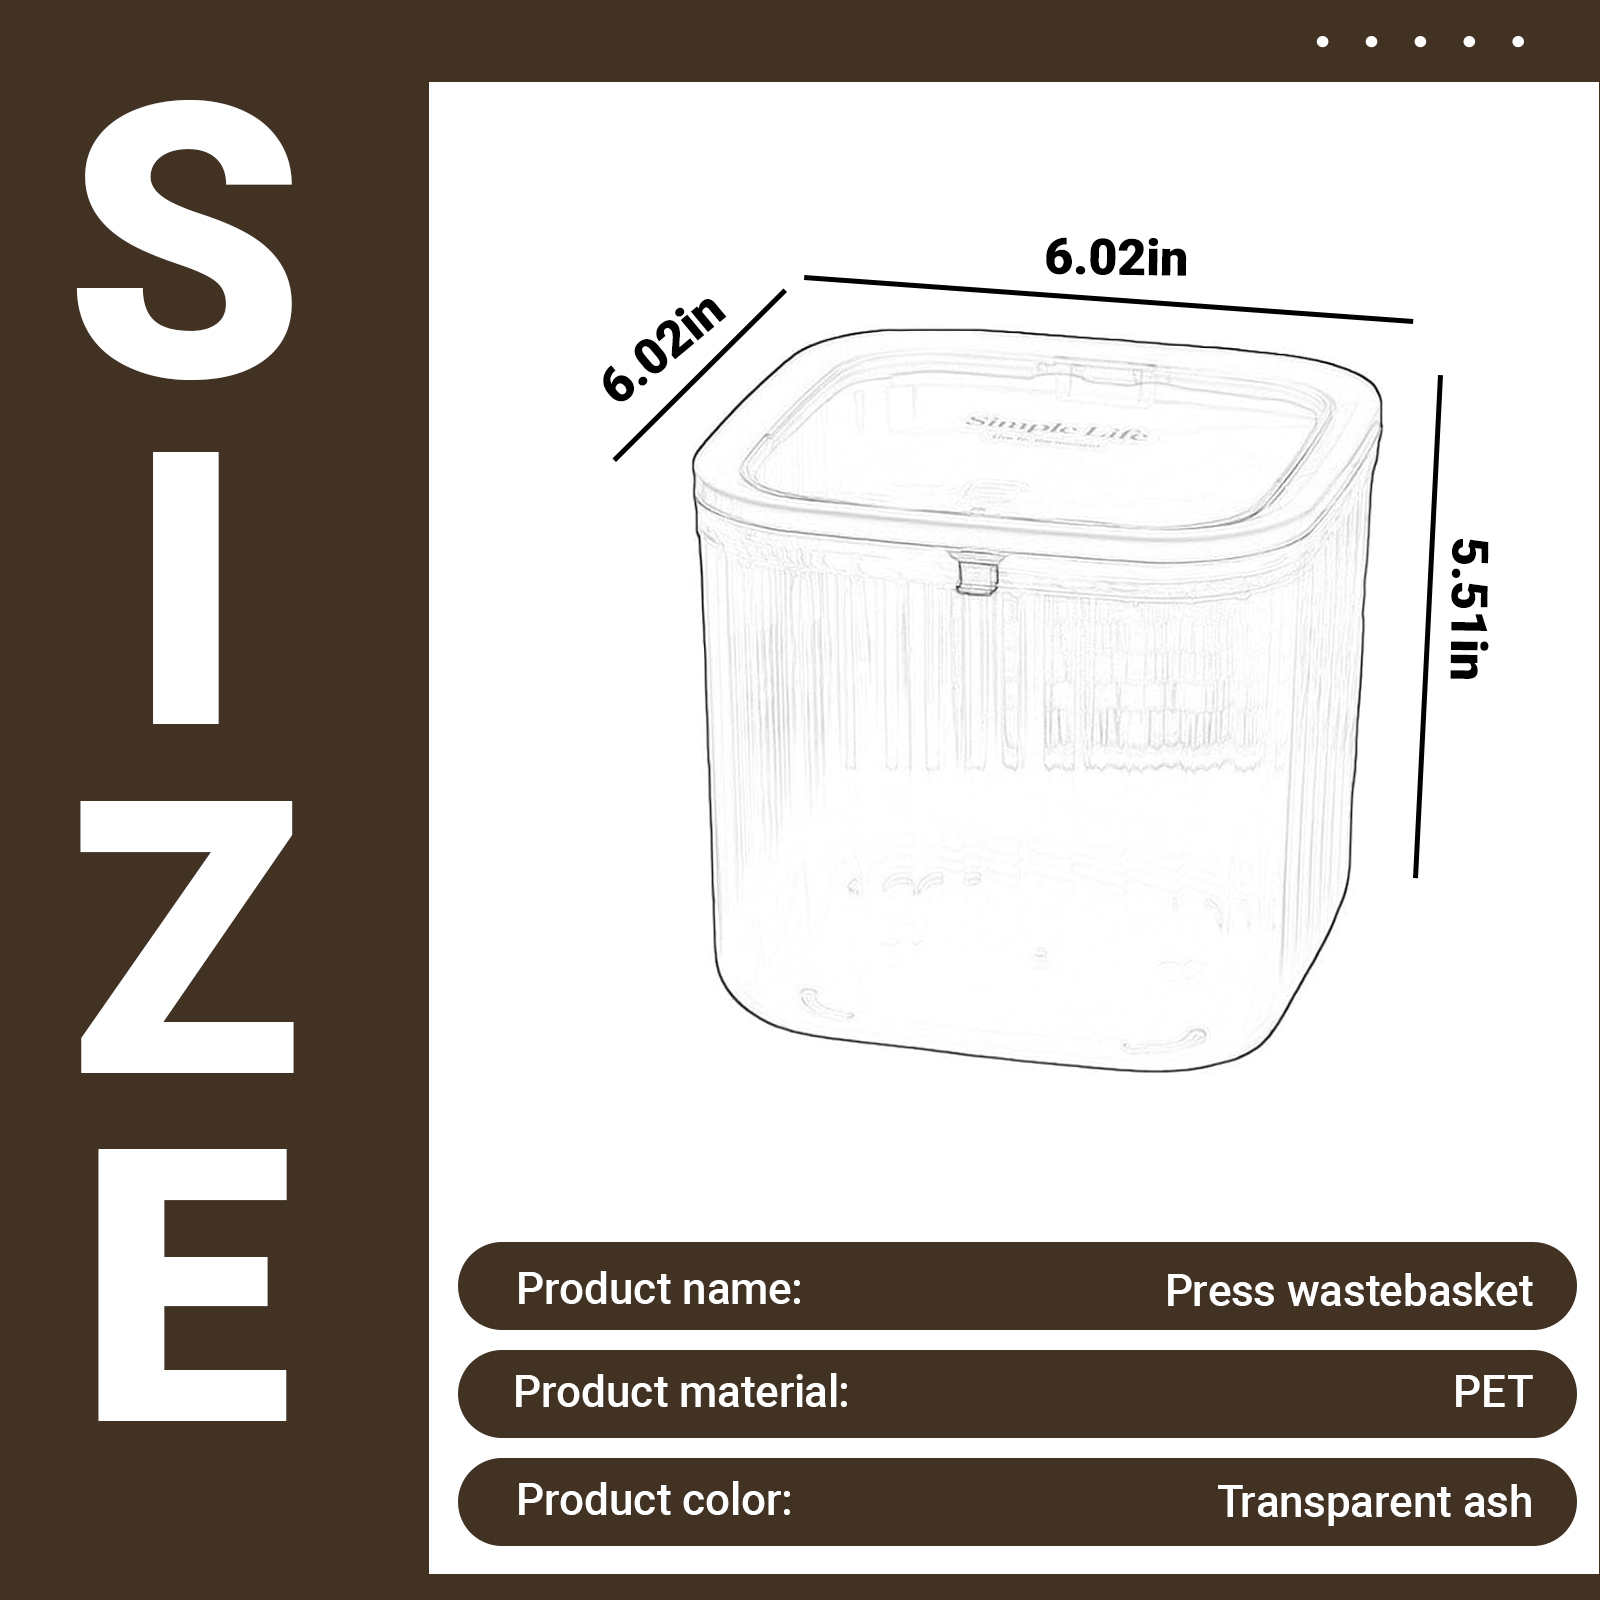 SIZE
6.02in
6.02in
5.51in
Simple Life
Product name: Press wastebasket
Product material: PET
Product color: Transparent ash